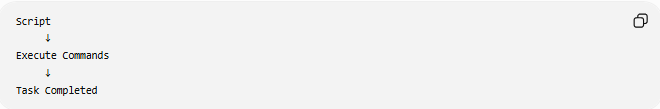 Script
↓
Execute Commands
↓
Task Completed